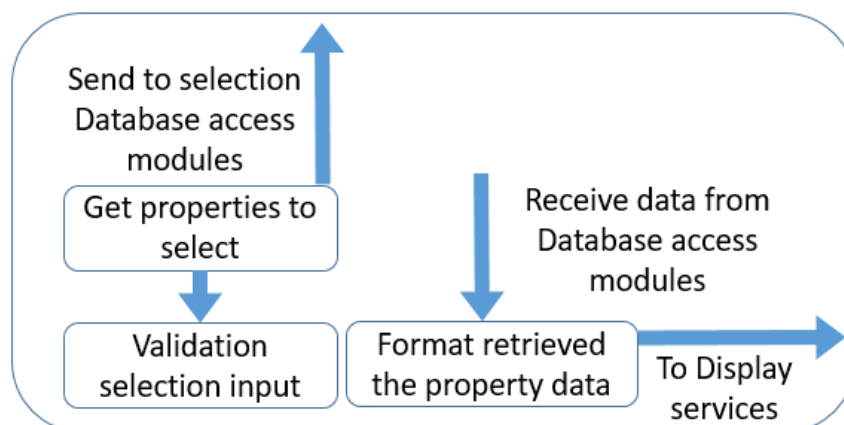 Send to selection
Database access
modules
Get properties to
select
Validation
selection input
Receive data from
Database access
modules
Format retrieved
the property data
To Display
services